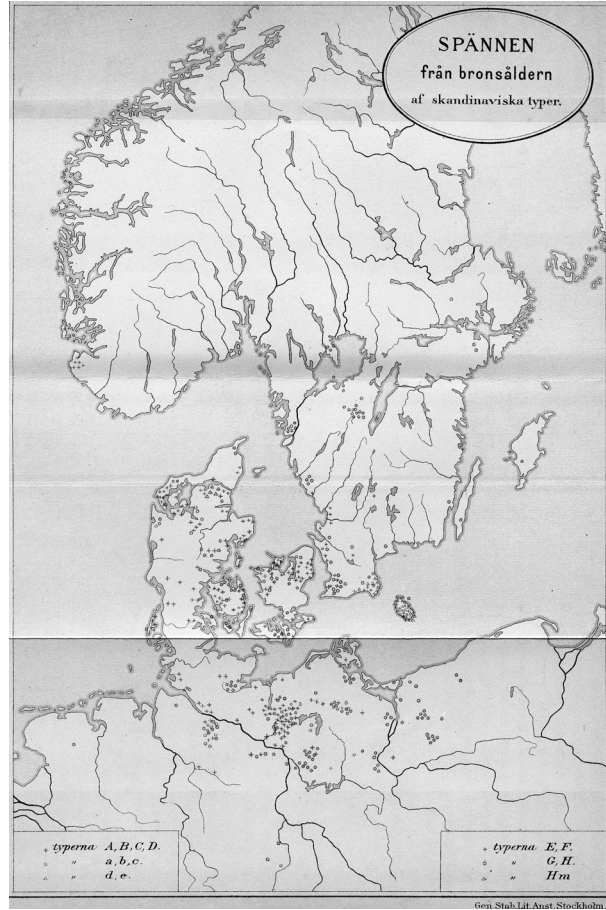 SPÄNNEN
från bronsåldern
af skandinaviska typer.
+ typerna A, B, C, D.
o „ a, b, c.
▵ „ d, e.
+ typerna E, F.
o „ G, H.
▵ „ Hm
Gen. Stab. Lit. Anst. Stockholm.